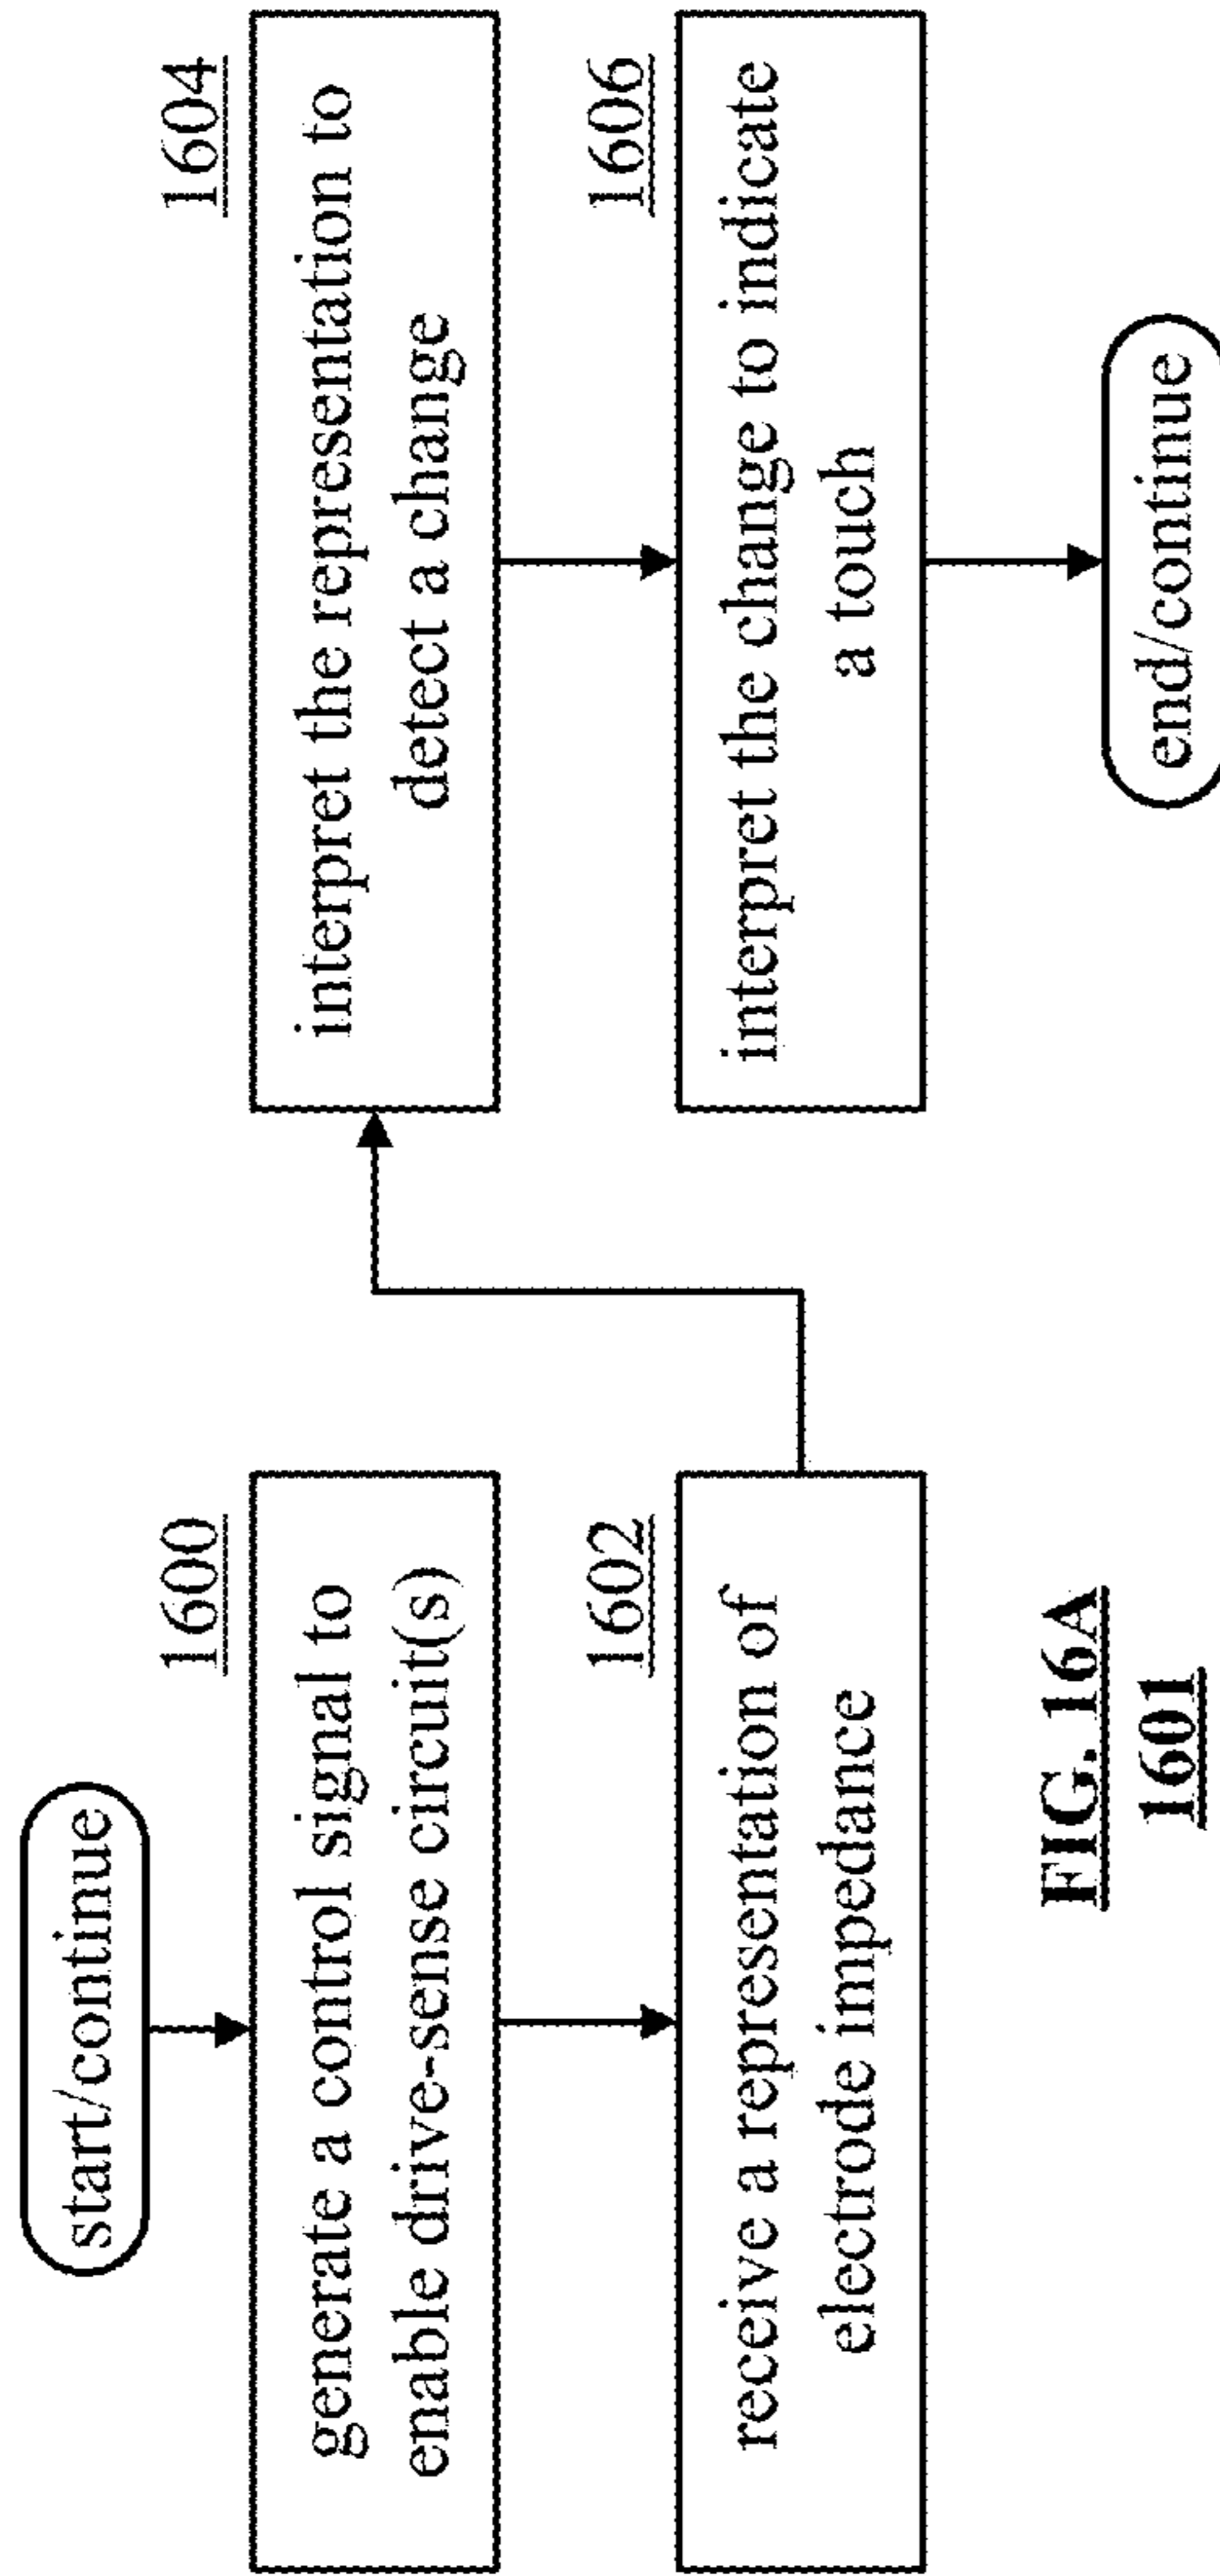 start/continue
1600
generate a control signal to
enable drive-sense circuit(s)
1602
receive a representation of
electrode impedance
1604
interpret the representation to
detect a change
1606
interpret the change to indicate
a touch
end/continue
FIG. 16A
1601